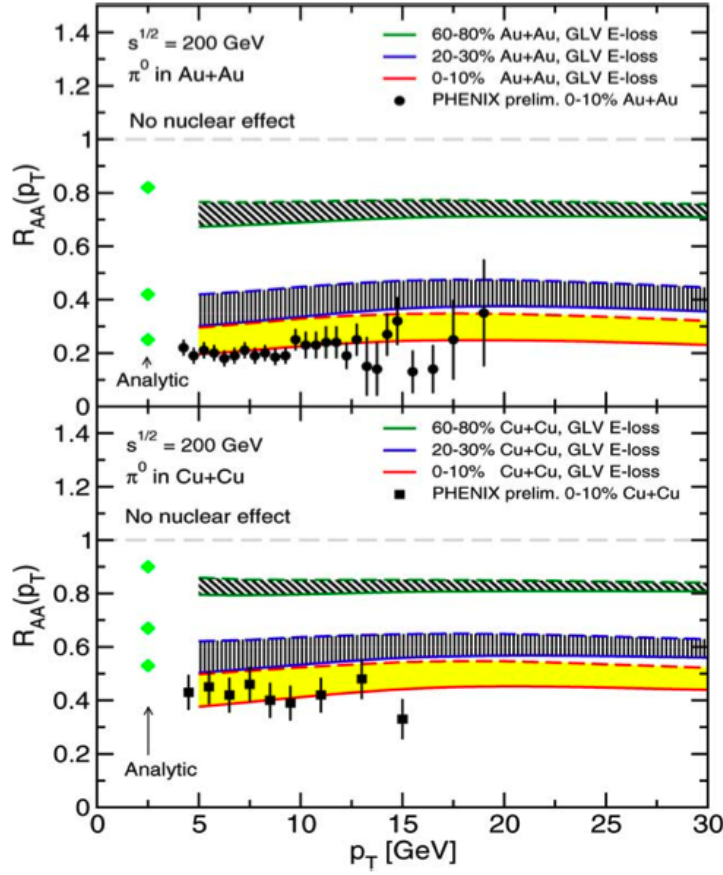 s^1/2 = 200 GeV
π^0 in Au+Au
60-80% Au+Au, GLV E-loss
20-30% Au+Au, GLV E-loss
0-10% Au+Au, GLV E-loss
PHENIX prelim. 0-10% Au+Au
No nuclear effect
R_AA(p_T)
1.4
1.2
1
0.8
0.6
0.4
0.2
0
Analytic
s^1/2 = 200 GeV
π^0 in Cu+Cu
60-80% Cu+Cu, GLV E-loss
20-30% Cu+Cu, GLV E-loss
0-10% Cu+Cu, GLV E-loss
PHENIX prelim. 0-10% Cu+Cu
No nuclear effect
R_AA(p_T)
1.4
1.2
1
0.8
0.6
0.4
0.2
0
Analytic
0 5 10 15 20 25 30
p_T [GeV]